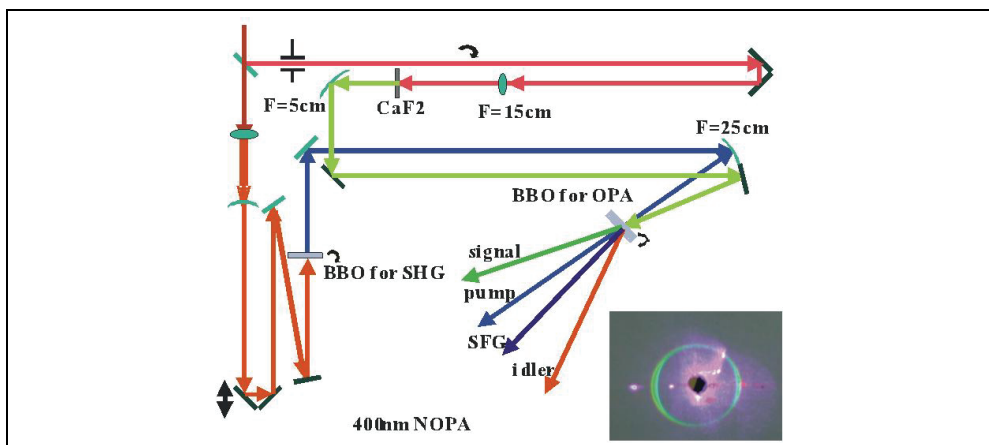 F=5cm
CaF2
F=15cm
F=25cm
BBO for OPA
BBO for SHG
signal
pump
SFG
idler
400nm NOPA